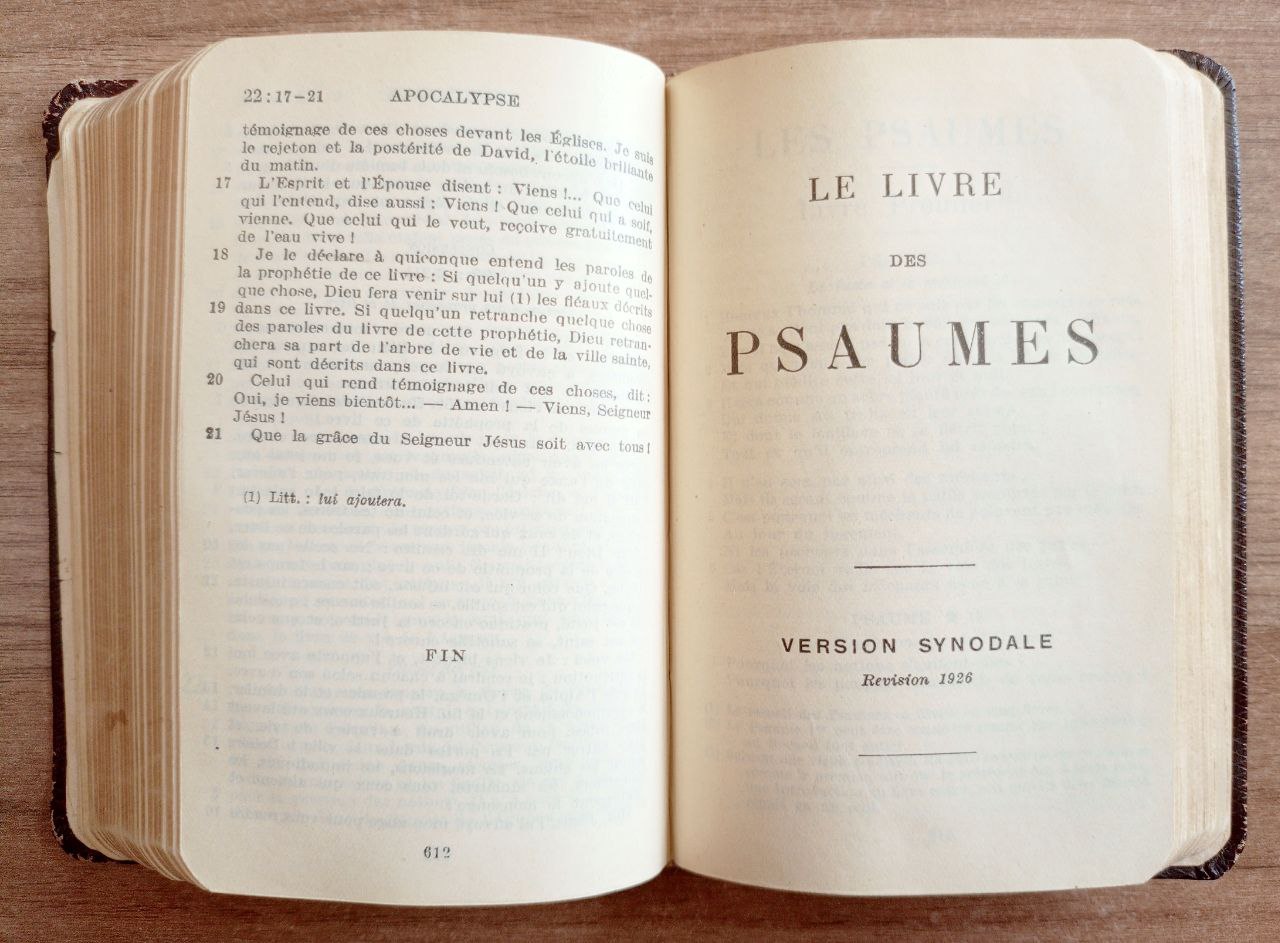 22:17–21 APOCALYPSE
témoignage de ces choses devant les Églises. Je suis
le rejeton et la postérité de David, l'étoile brillante
du matin.
17 L'Esprit et l'Épouse disent : Viens !... Que celui
qui l'entend, dise aussi : Viens ! Que celui qui a soif,
vienne. Que celui qui le veut, reçoive gratuitement
de l'eau vive !
18 Je le déclare à quiconque entend les paroles de
la prophétie de ce livre : Si quelqu'un y ajoute quel-
que chose, Dieu fera venir sur lui (1) les fléaux décrits
19 dans ce livre. Si quelqu'un retranche quelque chose
des paroles du livre de cette prophétie, Dieu retran-
chera sa part de l'arbre de vie et de la ville sainte,
qui sont décrits dans ce livre.
20 Celui qui rend témoignage de ces choses, dit :
Oui, je viens bientôt... — Amen ! — Viens, Seigneur
Jésus !
21 Que la grâce du Seigneur Jésus soit avec tous !
(1) Litt. : lui ajoutera.
FIN
612
LE LIVRE
DES
PSAUMES
VERSION SYNODALE
Revision 1926